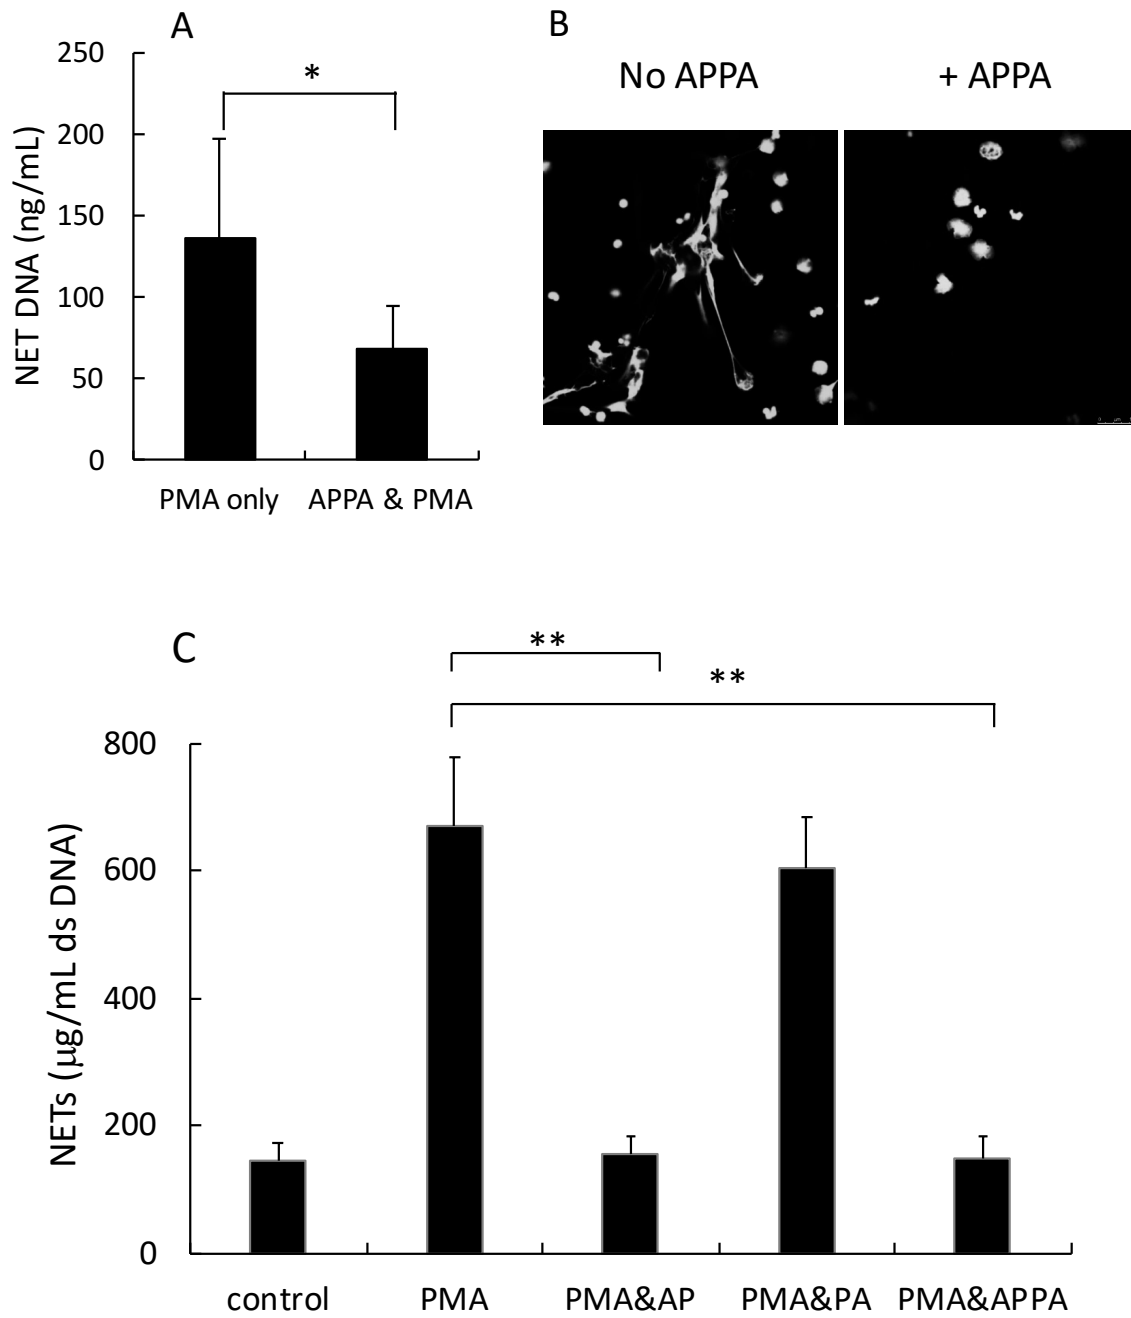 A
250
200
150
100
50
0
NET DNA (ng/mL)
*
PMA only
APPA & PMA
B
No APPA
+ APPA
C
**
**
800
600
400
200
0
NETs (μg/mL ds DNA)
control
PMA
PMA&AP
PMA&PA
PMA&APPA